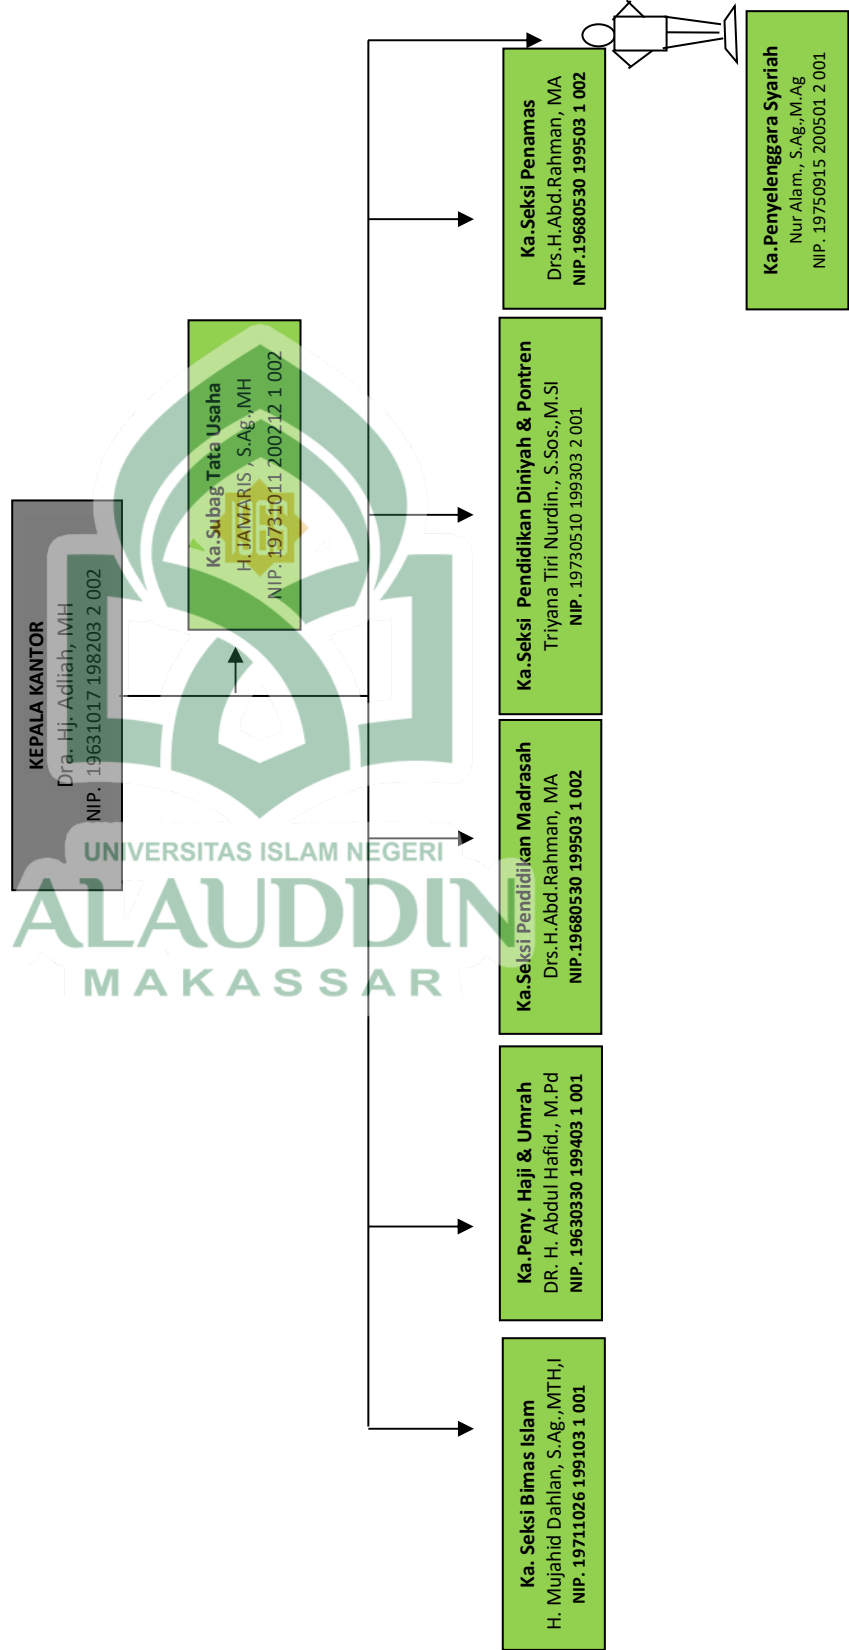 KEPALA KANTOR
Dra. Hj. Adliah, MH
NIP. 19631017 198203 2 002
Ka.Subag Tata Usaha
H. JAMARIS , S.Ag.,MH
NIP. 19731011 200212 1 002
UNIVERSITAS ISLAM NEGERI
ALAUDDIN
MAKASSAR
Ka. Seksi Bimas Islam
H. Mujahid Dahlan, S.Ag.,MTH,I
NIP. 19711026 199103 1 001
Ka.Peny. Haji & Umrah
DR. H. Abdul Hafid., M.Pd
NIP. 19630330 199403 1 001
Ka.Seksi Pendidikan Madrasah
Drs.H.Abd.Rahman, MA
NIP.19680530 199503 1 002
Ka.Seksi Pendidikan Diniyah & Pontren
Triyana Tiri Nurdin., S.Sos.,M.SI
NIP. 19730510 199303 2 001
Ka.Seksi Penamas
Drs.H.Abd.Rahman, MA
NIP.19680530 199503 1 002
Ka.Penyelenggara Syariah
Nur Alam., S.Ag.,M.Ag
NIP. 19750915 200501 2 001